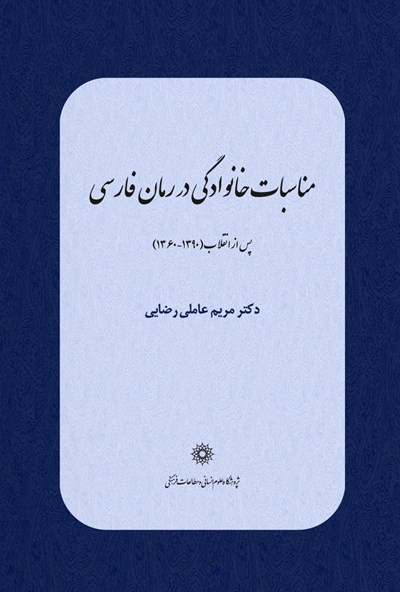 مناسبات خانوادگی در رمان فارسی
پس از انقلاب (۱۳۹۰-۱۳۶۰)
دکتر مریم عاملی رضایی
پژوهشگاه علوم انسانی و مطالعات فرهنگی